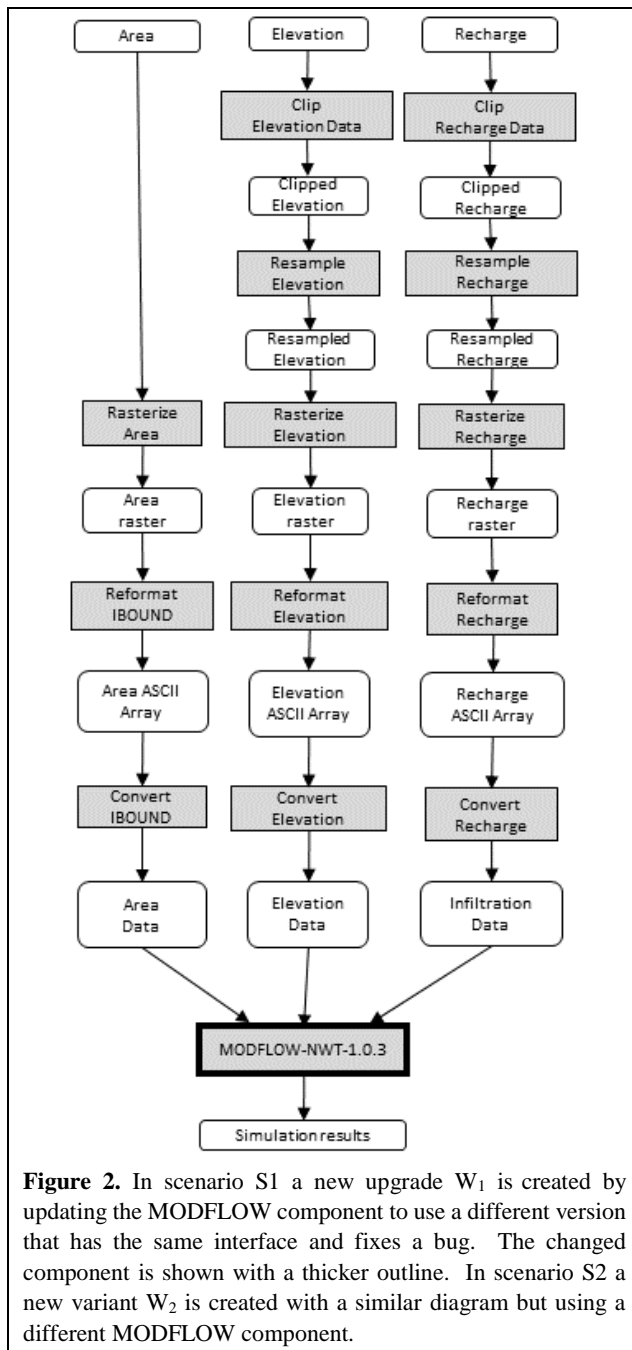 Area
Elevation
Recharge
Clip
Elevation Data
Clip
Recharge Data
Clipped
Elevation
Clipped
Recharge
Resample
Elevation
Resample
Recharge
Resampled
Elevation
Resampled
Recharge
Rasterize
Area
Rasterize
Elevation
Rasterize
Recharge
Area
raster
Elevation
raster
Recharge
raster
Reformat
IBOUND
Reformat
Elevation
Reformat
Recharge
Area ASCII
Array
Elevation
ASCII Array
Recharge
ASCII Array
Convert
IBOUND
Convert
Elevation
Convert
Recharge
Area
Data
Elevation
Data
Infiltration
Data
MODFLOW-NWT-1.0.3
Simulation results
Figure 2. In scenario S1 a new upgrade W₁ is created by
updating the MODFLOW component to use a different version
that has the same interface and fixes a bug. The changed
component is shown with a thicker outline. In scenario S2 a
new variant W₂ is created with a similar diagram but using a
different MODFLOW component.